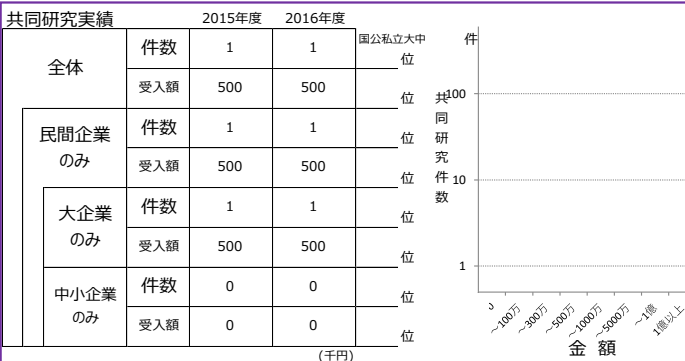 共同研究実績 2015年度 2016年度
国公私立大中
全体 件数 1 1 位
受入額 500 500 位
民間企業のみ 件数 1 1 位
受入額 500 500 位
大企業のみ 件数 1 1 位
受入額 500 500 位
中小企業のみ 件数 0 0 位
受入額 0 0 位
(千円)
件
共同研究件数
100
10
1
0 ～100万 ～300万 ～500万 ～1000万 ～5000万 ～1億 1億以上
金 額